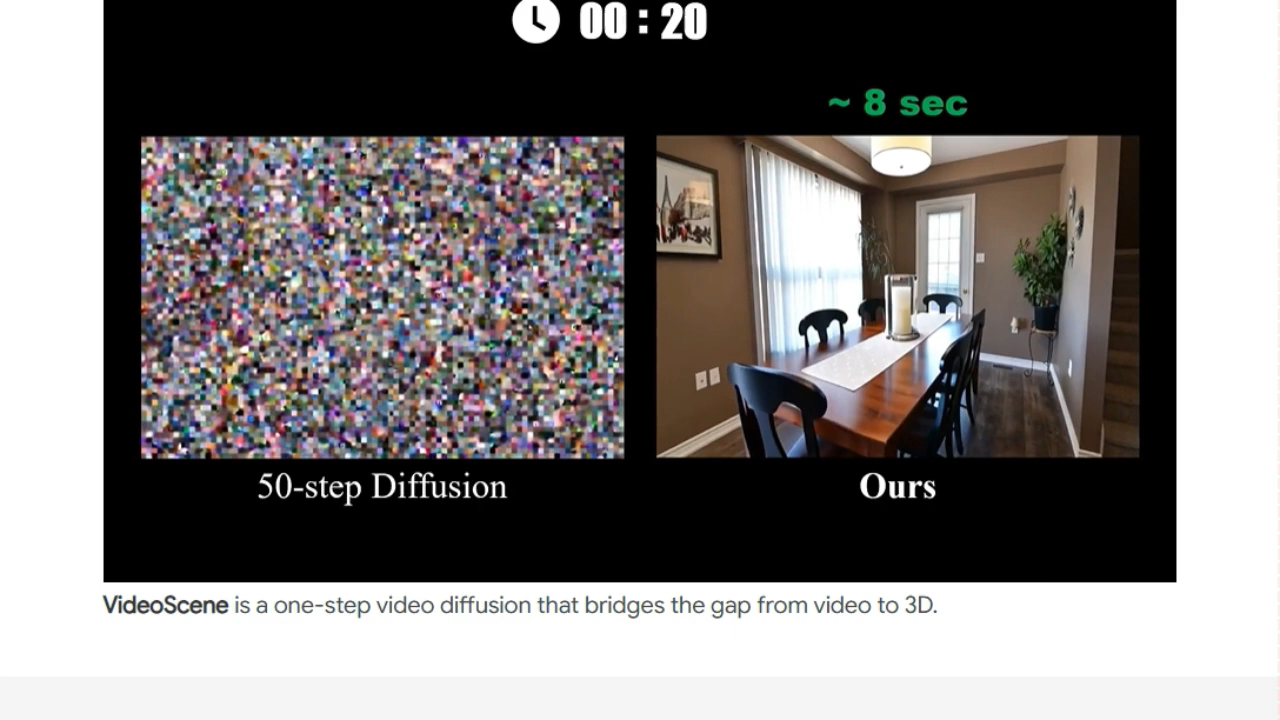 00 : 20
~ 8 sec
50-step Diffusion
Ours
VideoScene is a one-step video diffusion that bridges the gap from video to 3D.